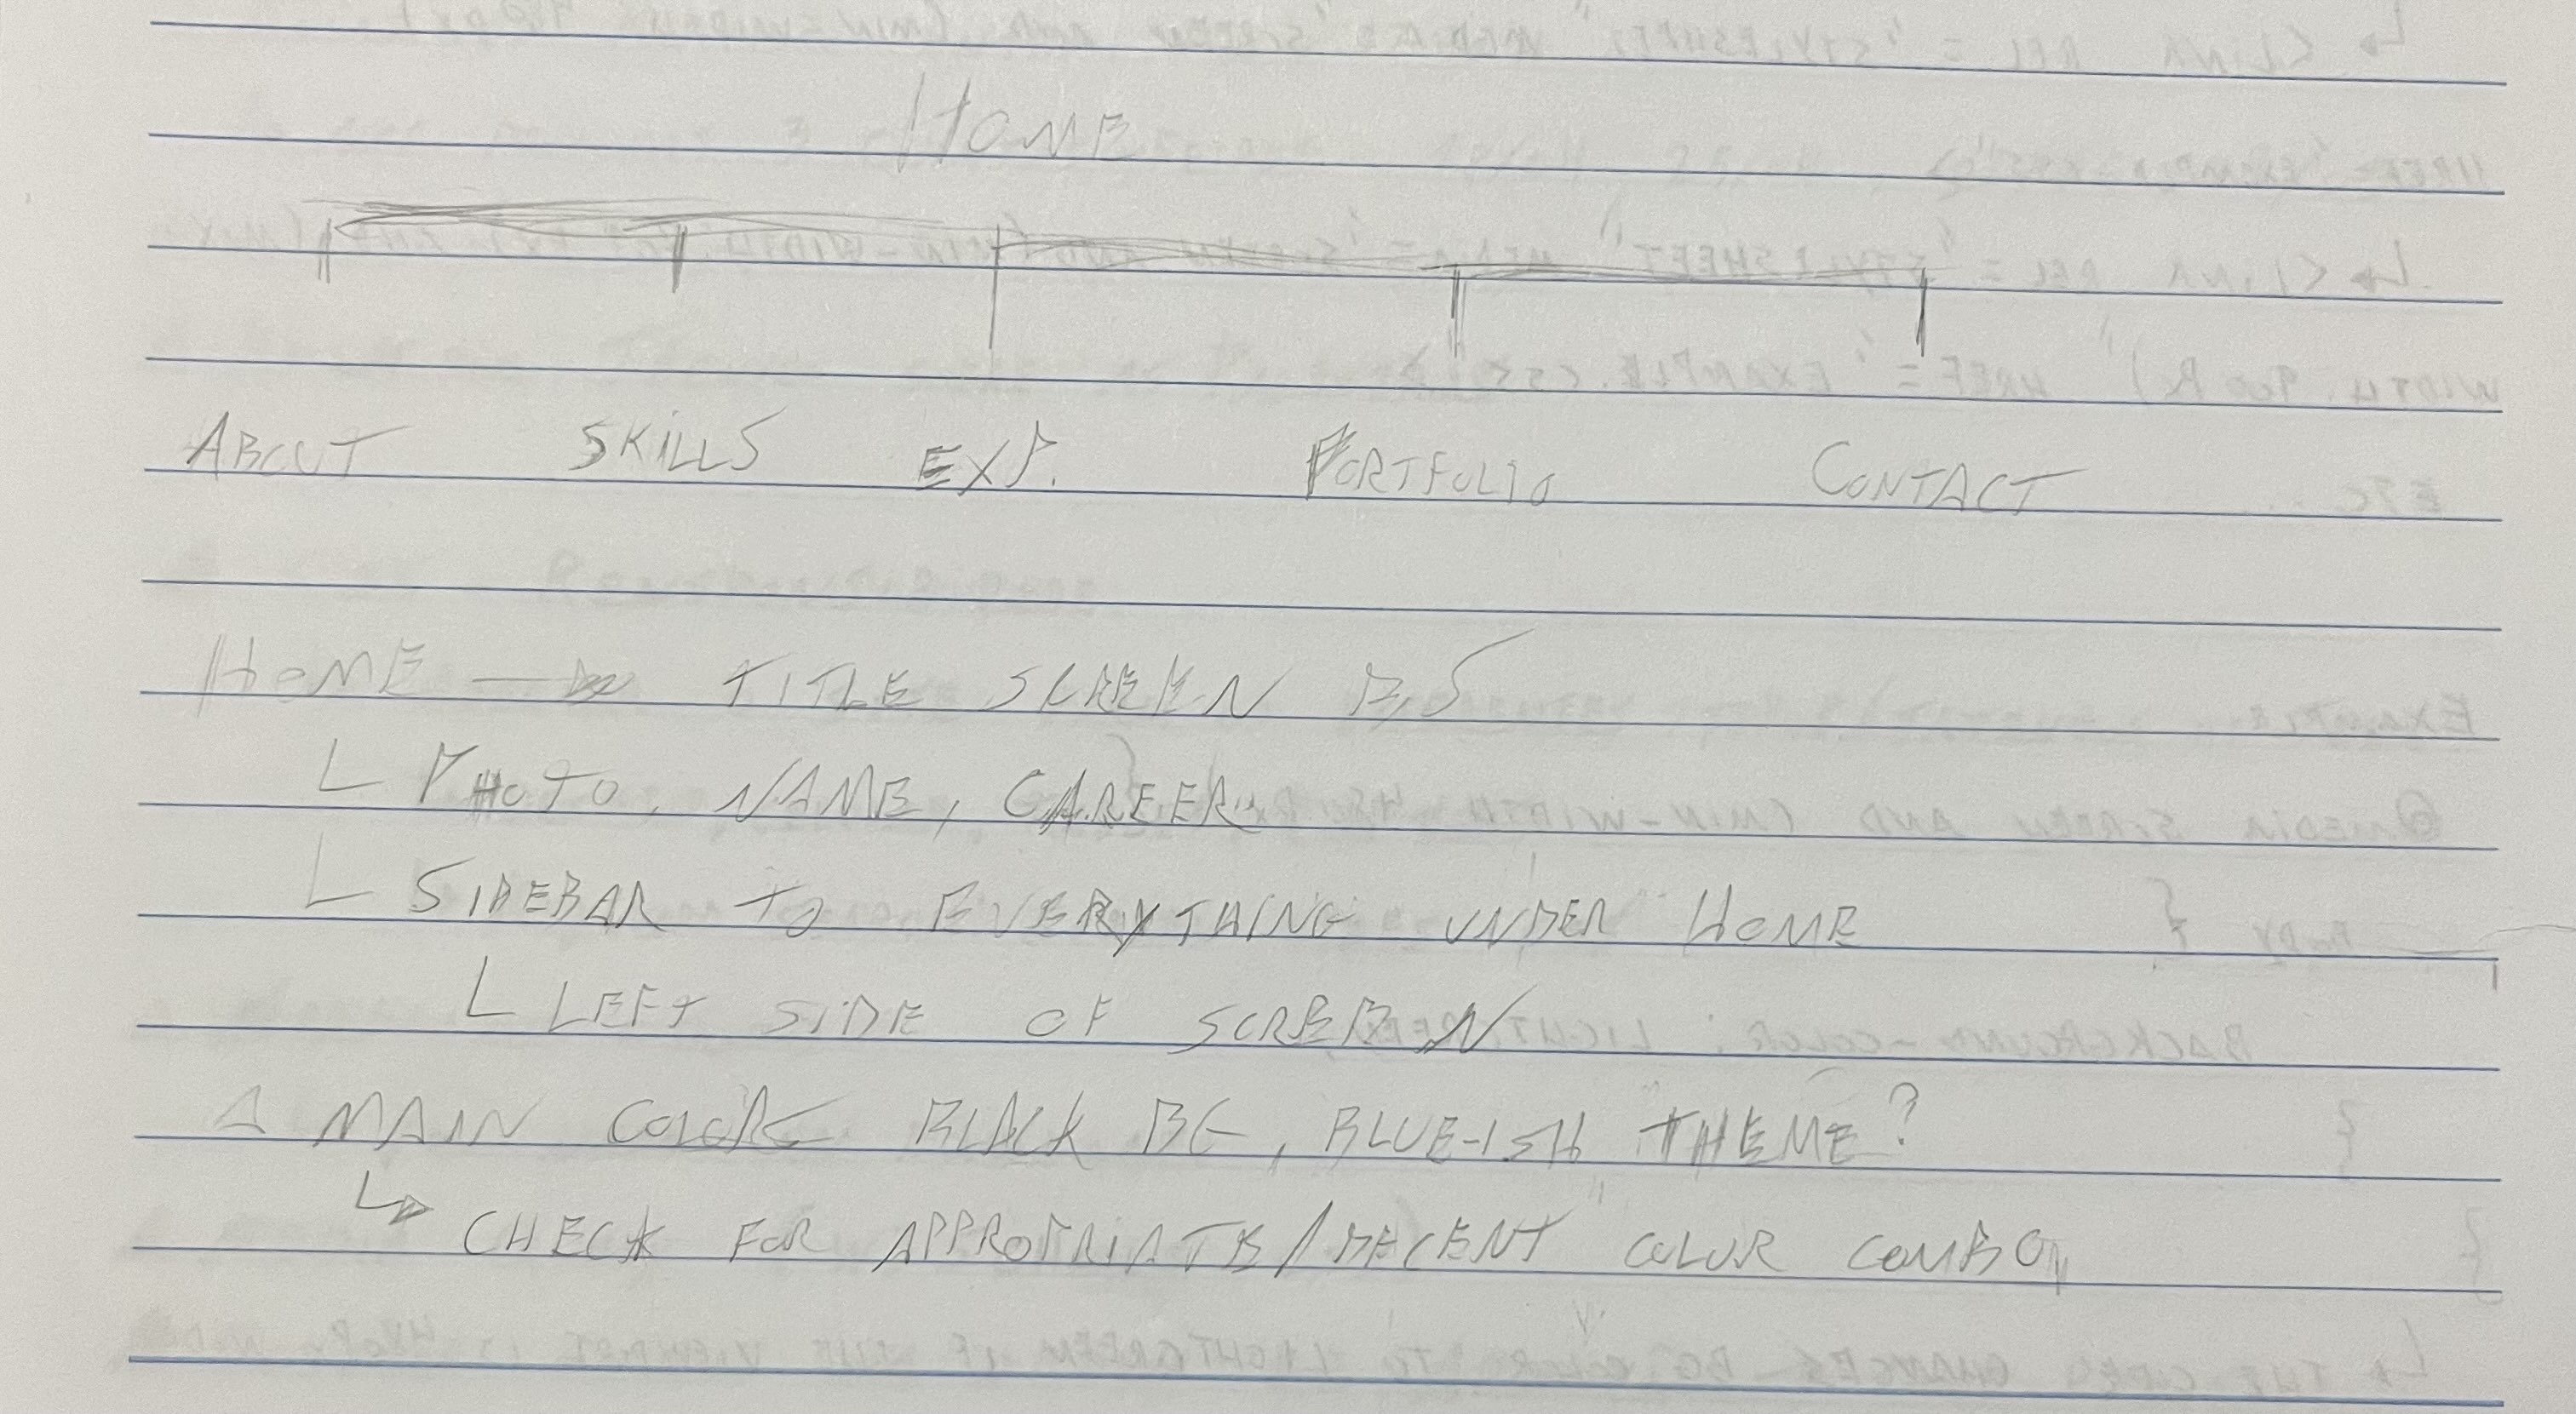 HOME
ABOUT SKILLS EXP. PORTFOLIO CONTACT
HOME → TITLE SCREEN
└ PHOTO, NAME, CAREER
└ SIDEBAR TO EVERYTHING UNDER HOME
└ LEFT SIDE OF SCREEN
△ MAIN COLORS BLACK BG, BLUE-ISH THEME?
↳ CHECK FOR APPROPRIATE/DECENT COLOR COMBO